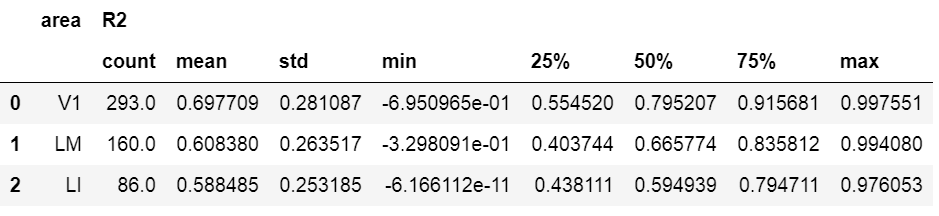 area R2
count mean std min 25% 50% 75% max
0 V1 293.0 0.697709 0.281087 -6.950965e-01 0.554520 0.795207 0.915681 0.997551
1 LM 160.0 0.608380 0.263517 -3.298091e-01 0.403744 0.665774 0.835812 0.994080
2 LI 86.0 0.588485 0.253185 -6.166112e-11 0.438111 0.594939 0.794711 0.976053